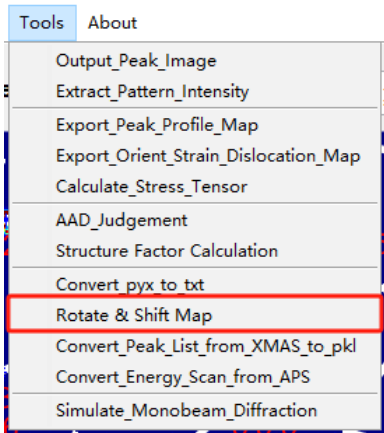 Tools About
Output_Peak_Image
Extract_Pattern_Intensity
Export_Peak_Profile_Map
Export_Orient_Strain_Dislocation_Map
Calculate_Stress_Tensor
AAD_Judgement
Structure Factor Calculation
Convert_pyx_to_txt
Rotate & Shift Map
Convert_Peak_List_from_XMAS_to_pkl
Convert_Energy_Scan_from_APS
Simulate_Monobeam_Diffraction